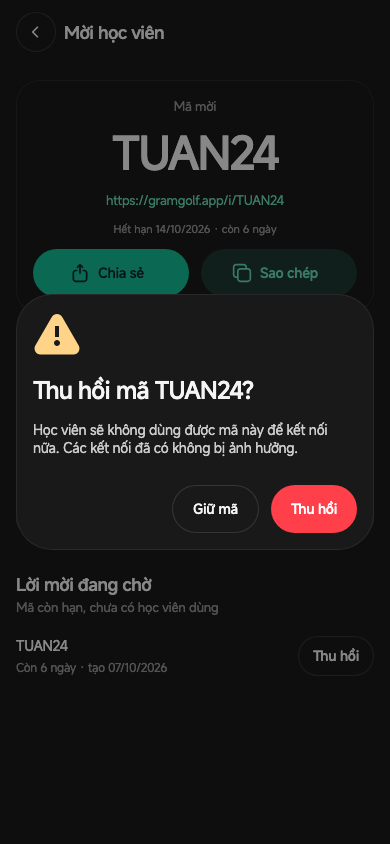 Mời học viên
Mã mời
TUAN24
https://gramgolf.app/i/TUAN24
Hết hạn 14/10/2026 · còn 6 ngày
Chia sẻ
Sao chép
Thu hồi mã TUAN24?
Học viên sẽ không dùng được mã này để kết nối
nữa. Các kết nối đã có không bị ảnh hưởng.
Giữ mã
Thu hồi
Lời mời đang chờ
Mã còn hạn, chưa có học viên dùng
TUAN24
Còn 6 ngày · tạo 07/10/2026
Thu hồi